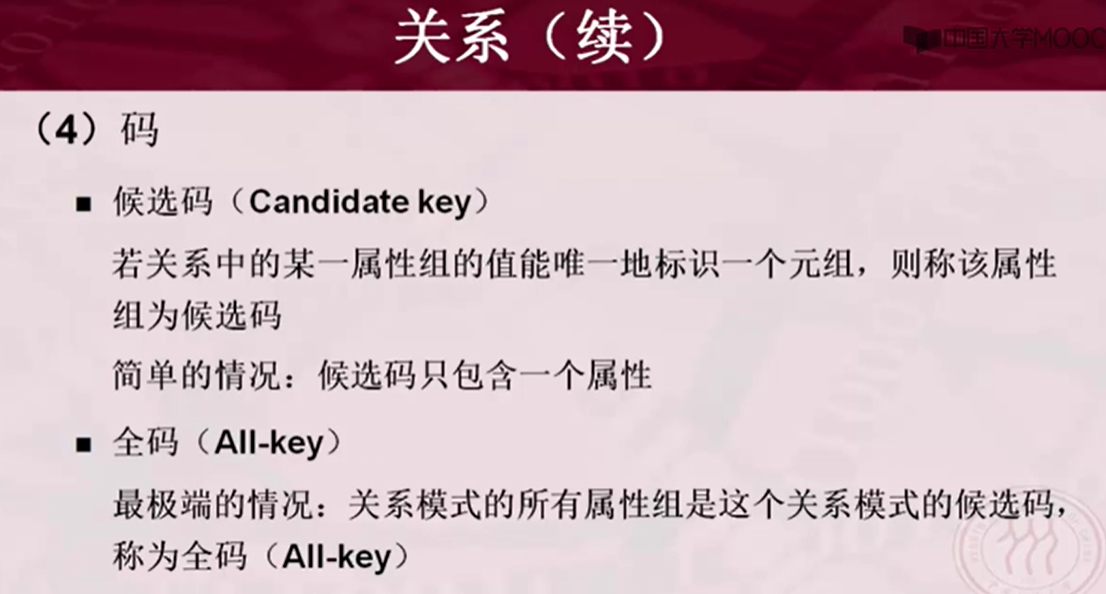 关系（续）
中国大学MOOC
（4）码
■ 候选码（Candidate key）
若关系中的某一属性组的值能唯一地标识一个元组，则称该属性
组为候选码
简单的情况：候选码只包含一个属性
■ 全码（All-key）
最极端的情况：关系模式的所有属性组是这个关系模式的候选码，
称为全码（All-key）